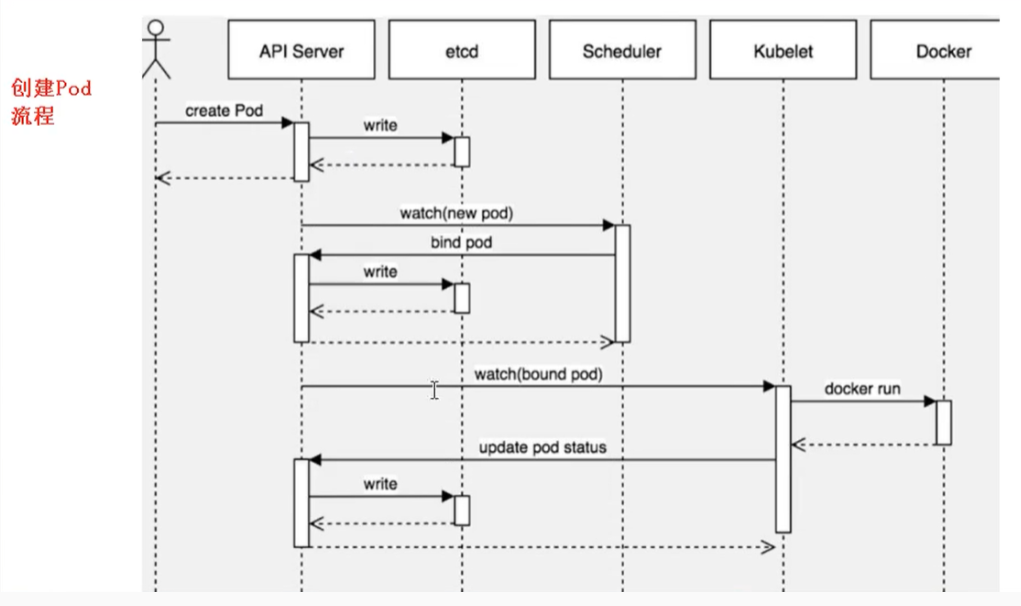 创建Pod
流程
API Server
etcd
Scheduler
Kubelet
Docker
create Pod
write
watch(new pod)
bind pod
write
watch(bound pod)
docker run
update pod status
write